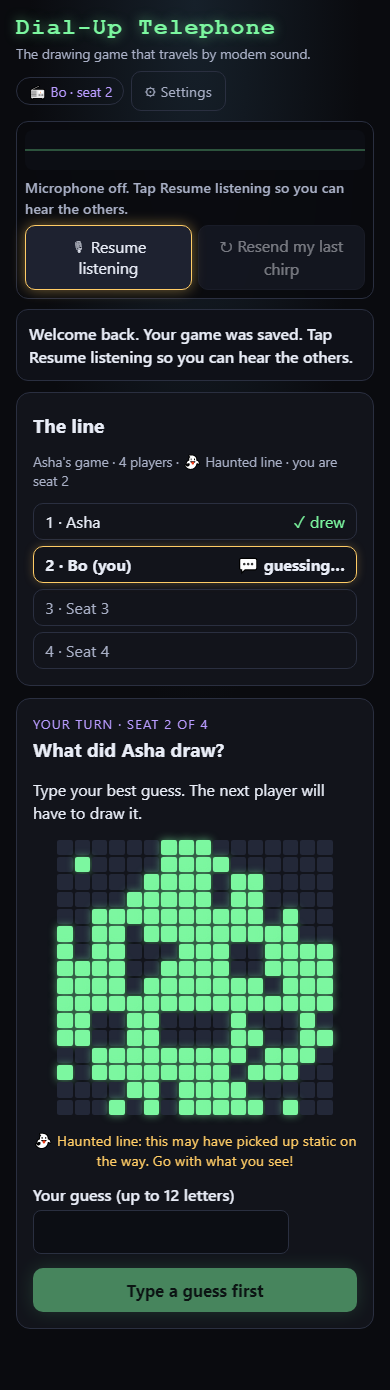 Dial-Up Telephone
The drawing game that travels by modem sound.
📻 Bo · seat 2
⚙ Settings
Microphone off. Tap Resume listening so you can
hear the others.
🎙 Resume
listening
↻ Resend my last
chirp
Welcome back. Your game was saved. Tap
Resume listening so you can hear the others.
The line
Asha's game · 4 players · 👻 Haunted line · you are
seat 2
1 · Asha ✓ drew
2 · Bo (you) 💬 guessing…
3 · Seat 3
4 · Seat 4
YOUR TURN · SEAT 2 OF 4
What did Asha draw?
Type your best guess. The next player will
have to draw it.
👻 Haunted line: this may have picked up static on
the way. Go with what you see!
Your guess (up to 12 letters)
Type a guess first